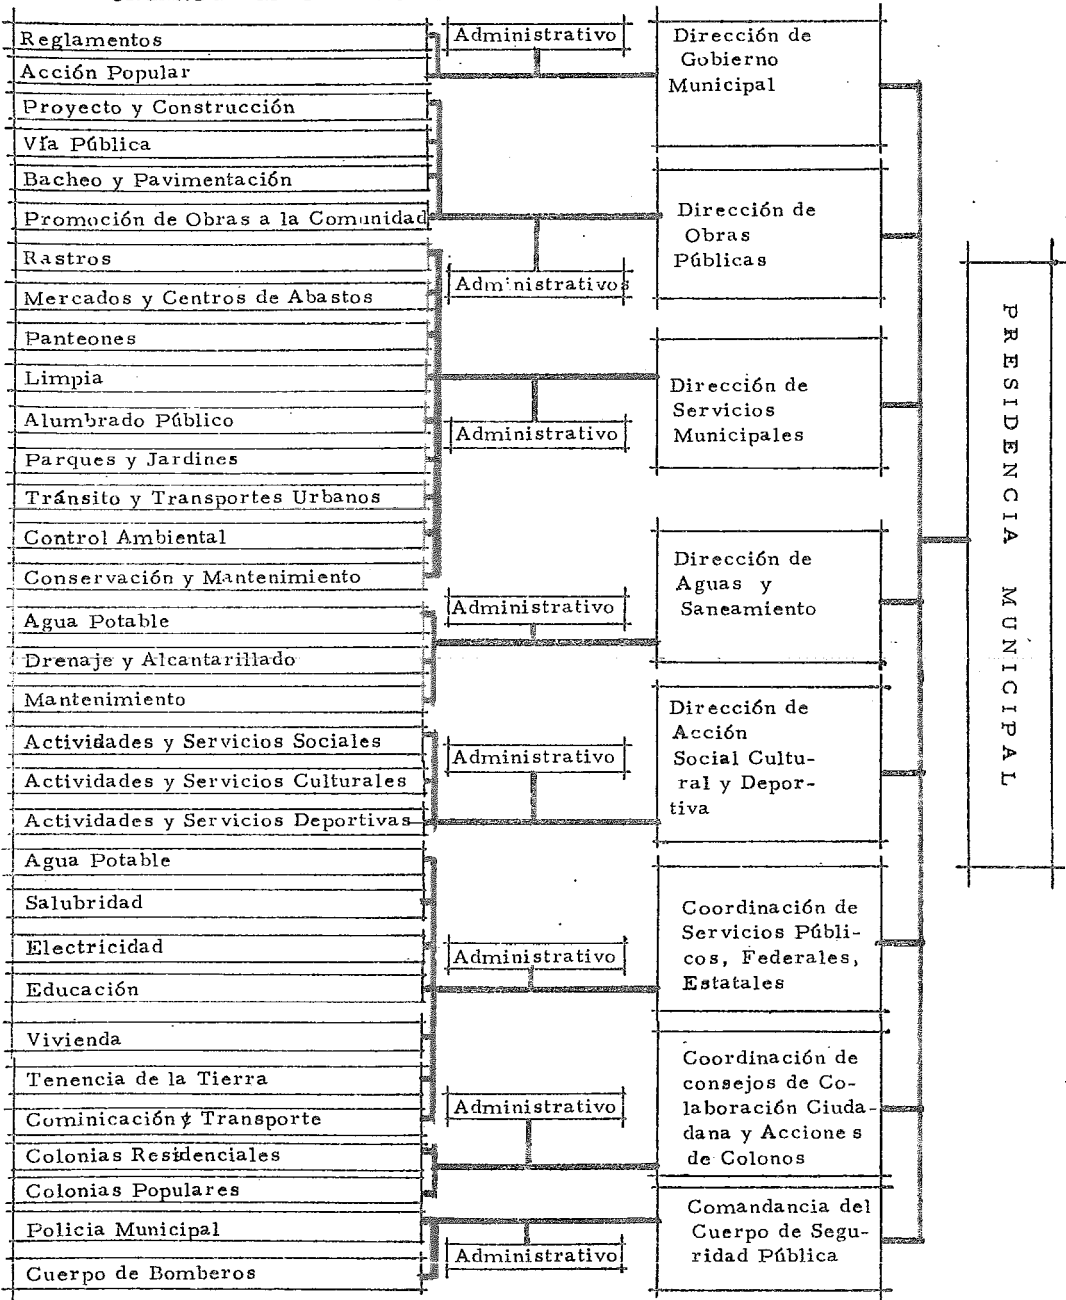 Reglamentos
Acción Popular
Proyecto y Construcción
Vía Pública
Bacheo y Pavimentación
Promoción de Obras a la Comunidad
Rastros
Mercados y Centros de Abastos
Panteones
Limpia
Alumbrado Público
Parques y Jardines
Tránsito y Transportes Urbanos
Control Ambiental
Conservación y Mantenimiento
Agua Potable
Drenaje y Alcantarillado
Mantenimiento
Actividades y Servicios Sociales
Actividades y Servicios Culturales
Actividades y Servicios Deportivas
Agua Potable
Salubridad
Electricidad
Educación
Vivienda
Tenencia de la Tierra
Cominicación y Transporte
Colonias Residenciales
Colonias Populares
Policia Municipal
Cuerpo de Bomberos
Administrativo
Administrativos
Administrativo
Administrativo
Administrativo
Administrativo
Administrativo
Administrativo
Dirección de
Gobierno
Municipal
Dirección de
Obras
Públicas
Dirección de
Servicios
Municipales
Dirección de
Aguas y
Saneamiento
Dirección de
Acción
Social Cultu-
ral y Depor-
tiva
Coordinación de
Servicios Públi-
cos, Federales,
Estatales
Coordinación de
consejos de Co-
laboración Ciuda-
dana y Acciones
de Colonos
Comandancia del
Cuerpo de Segu-
ridad Pública
PRESIDENCIA MUNICIPAL